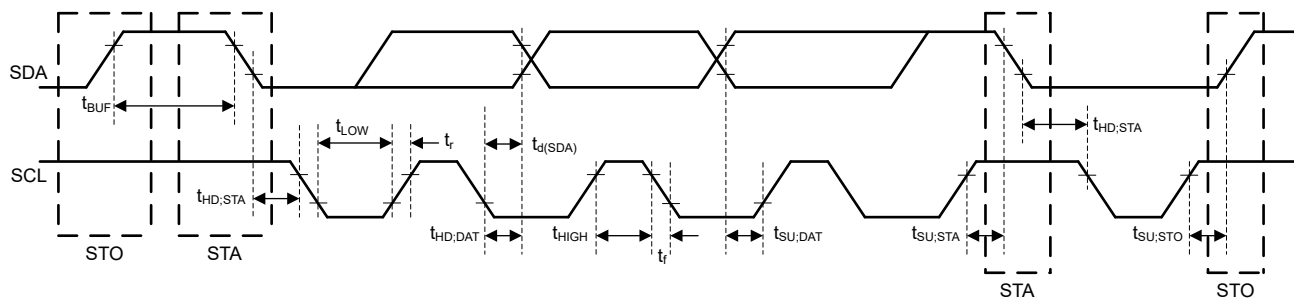 SDA
t_BUF
t_LOW
t_r
t_d(SDA)
t_HD;STA
SCL
t_HD;STA
t_HD;DAT
t_HIGH
t_f
t_SU;DAT
t_SU;STA
t_SU;STO
STO
STA
STA
STO